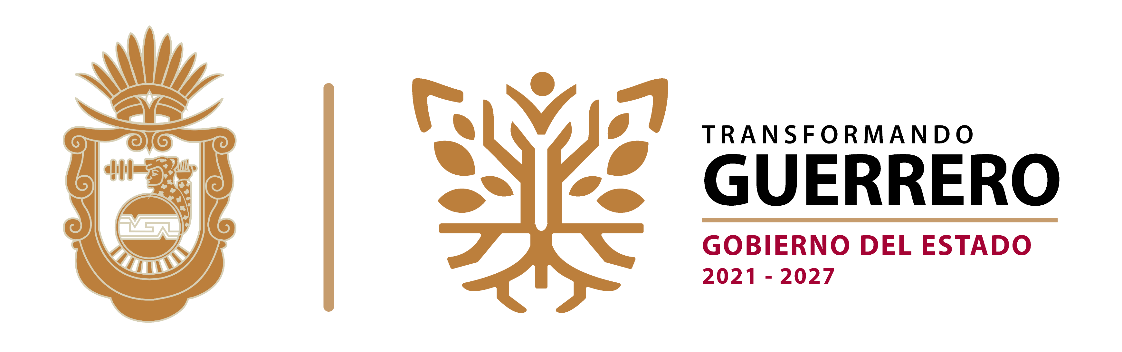 TRANSFORMANDO
GUERRERO
GOBIERNO DEL ESTADO
2021 - 2027